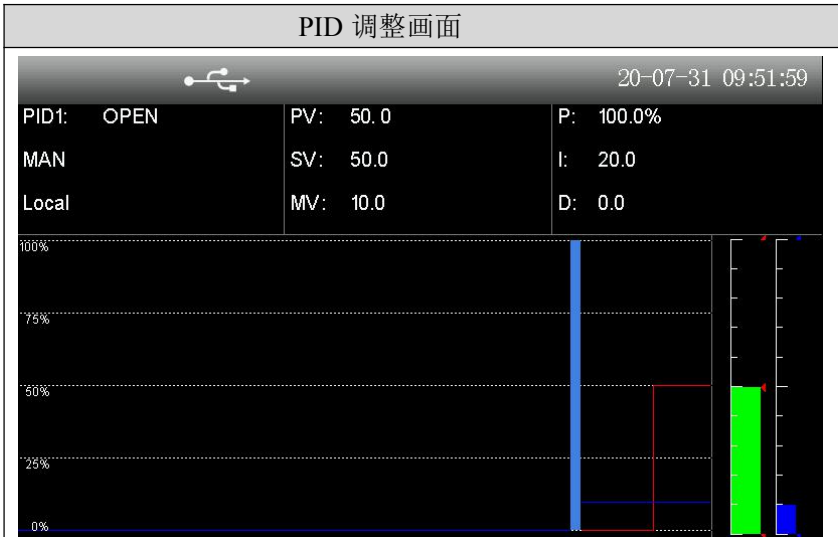 PID 调整画面
20-07-31 09:51:59
PID1: OPEN PV: 50.0 P: 100.0%
MAN SV: 50.0 I: 20.0
Local MV: 10.0 D: 0.0
100%
75%
50%
25%
0%